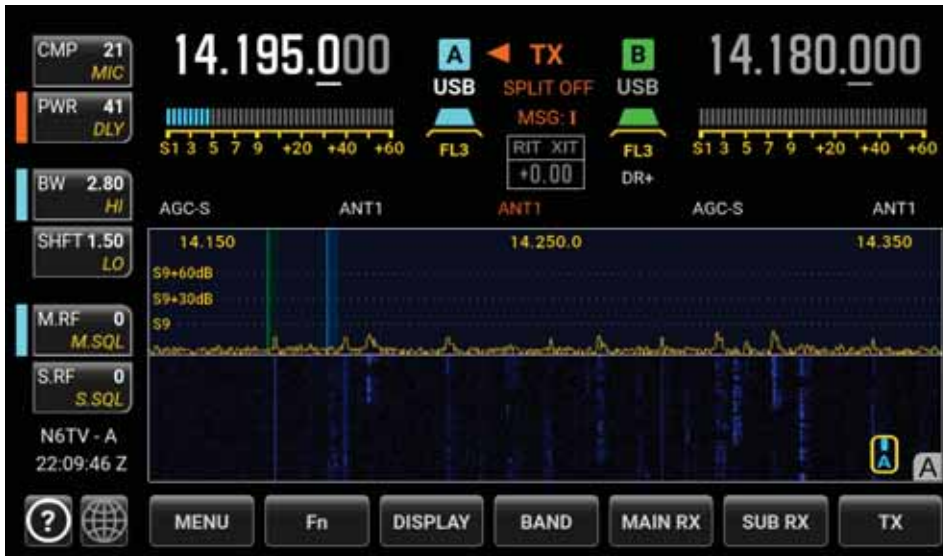 CMP 21
MIC
PWR 41
DLY
BW 2.80
HI
SHFT 1.50
LO
M.RF 0
M.SQL
S.RF 0
S.SQL
N6TV - A
22:09:46 Z
14.195.000 A TX B 14.180.000
USB SPLIT OFF USB
MSG: I
S1 3 5 7 9 +20 +40 +60 FL3 RIT XIT FL3 S1 3 5 7 9 +20 +40 +60
+0.00 DR+
AGC-S ANT1 ANT1 AGC-S ANT1
14.150 14.250.0 14.350
S9+60dB
S9+30dB
S9
A A
? MENU Fn DISPLAY BAND MAIN RX SUB RX TX